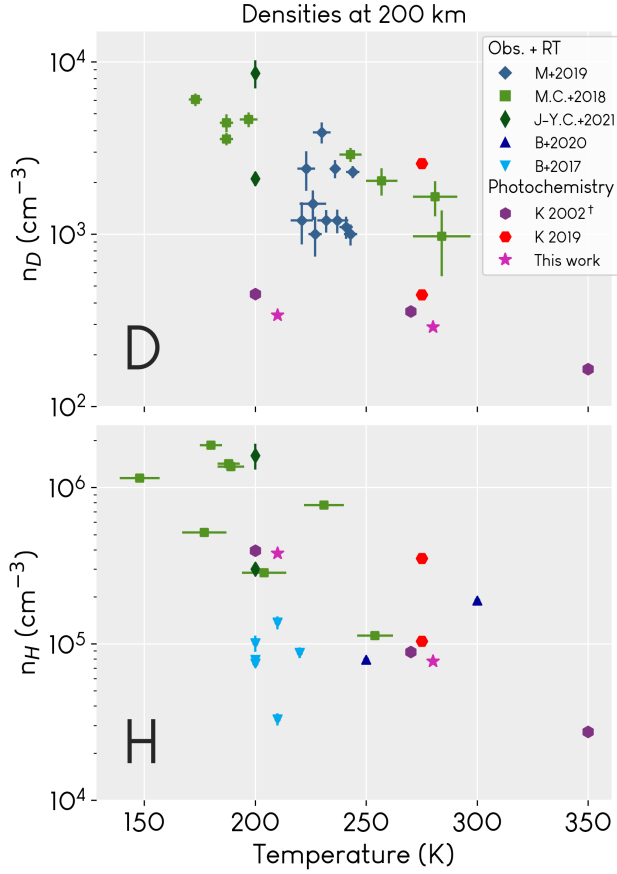 Densities at 200 km
10⁴
10³
10²
n_D (cm⁻³)
Obs. + RT
M+2019
M.C.+2018
J-Y.C.+2021
B+2020
B+2017
Photochemistry
K 2002†
K 2019
This work
D
10⁶
10⁵
10⁴
n_H (cm⁻³)
H
150 200 250 300 350
Temperature (K)